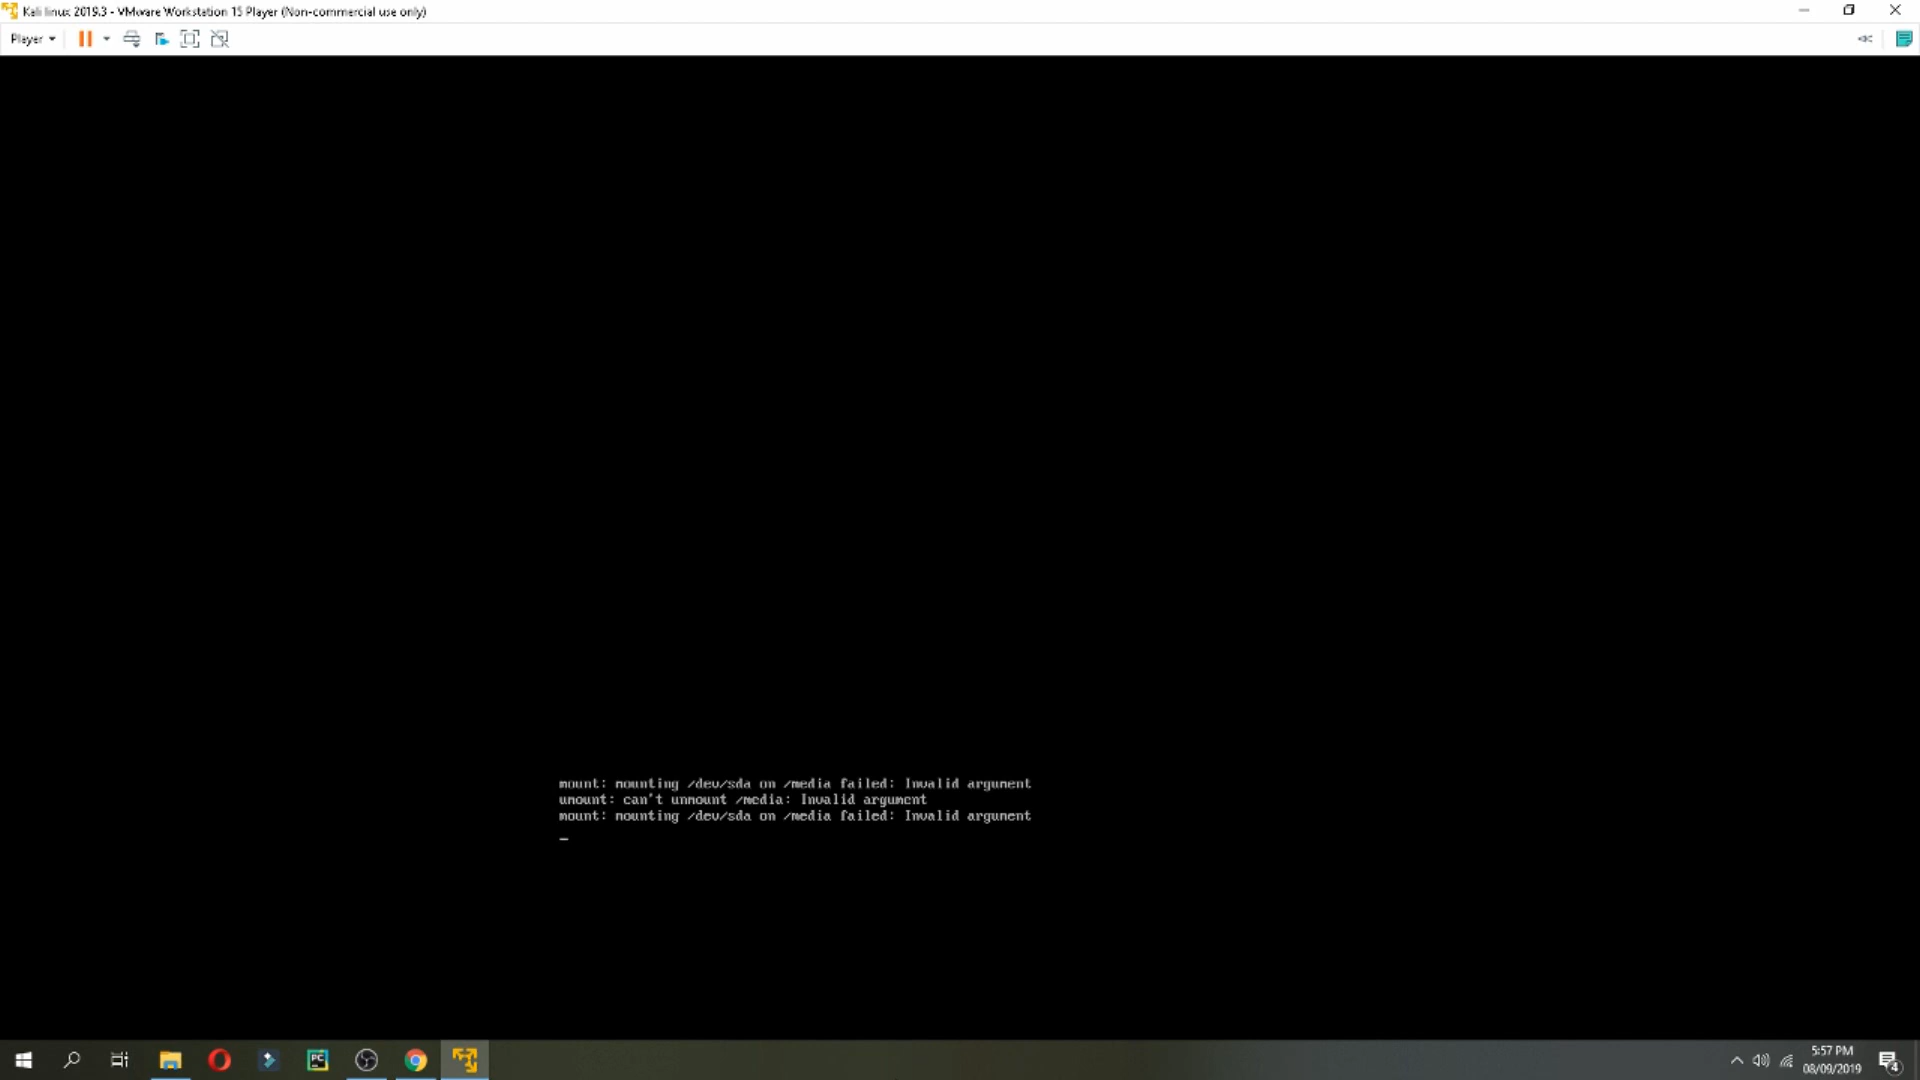 Kali linux 2019.3 - VMware Workstation 15 Player (Non-commercial use only)
Player
mount: mounting /dev/sda on /media failed: Invalid argument
umount: can't unmount /media: Invalid argument
mount: mounting /dev/sda on /media failed: Invalid argument
_
PC
5:57 PM
08/09/2019
4